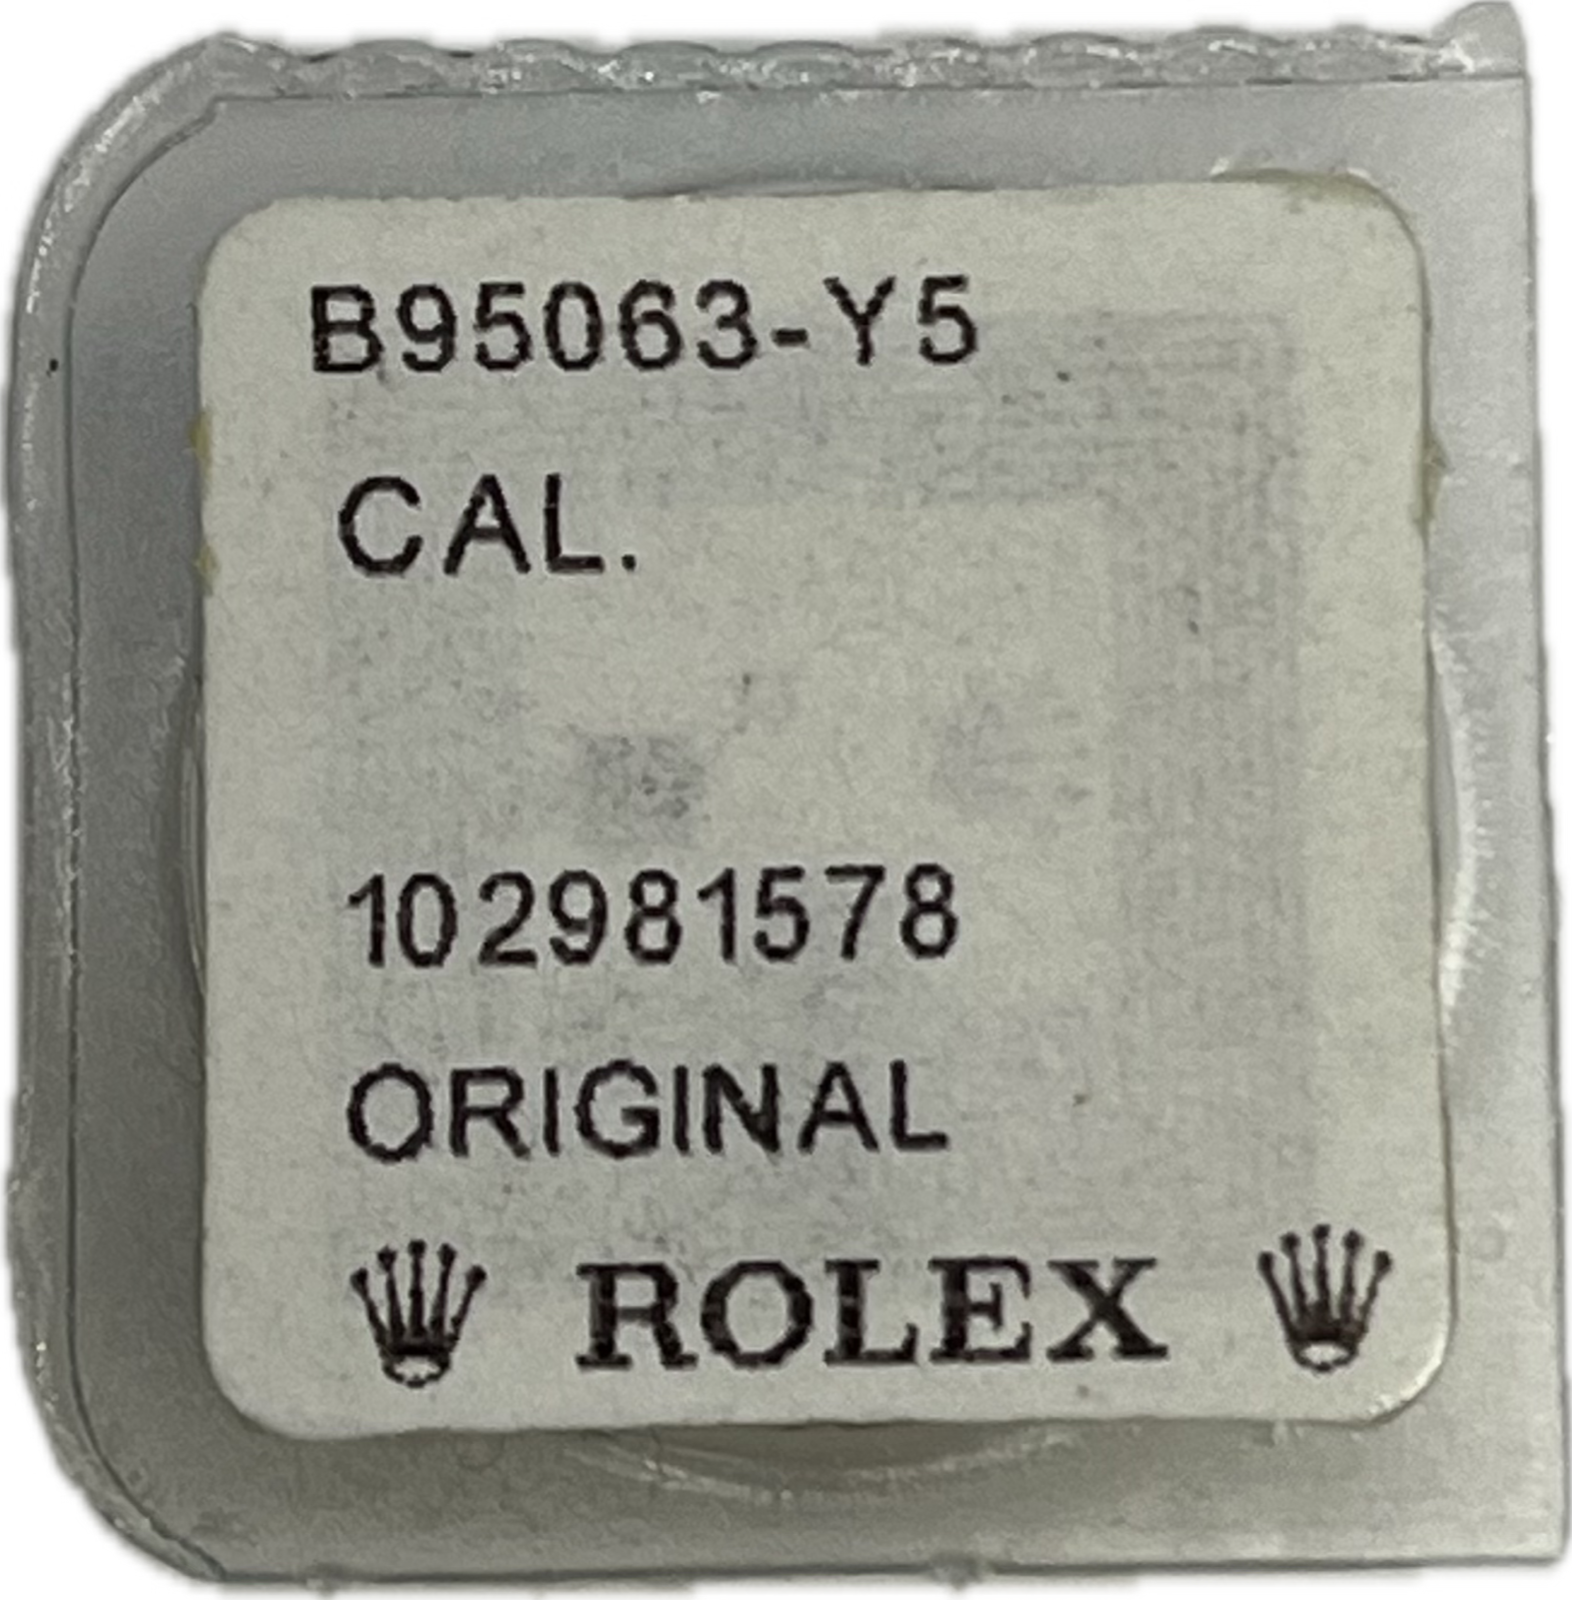 B95063-Y5
CAL.
102981578
ORIGINAL
ROLEX